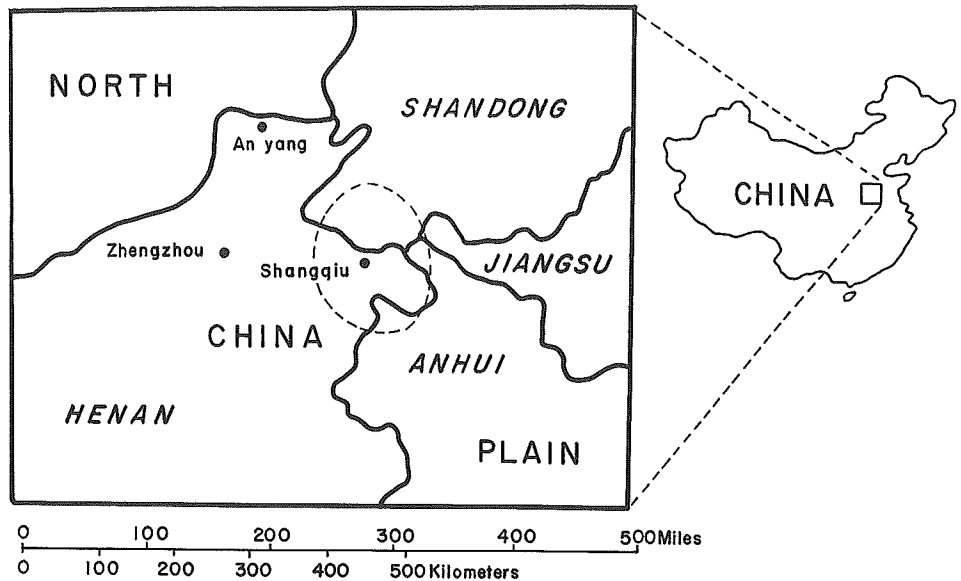 NORTH
SHANDONG
An yang
CHINA
Zhengzhou
Shangqiu
JIANGSU
CHINA
ANHUI
HENAN
PLAIN
0 100 200 300 400 500 Miles
0 100 200 300 400 500 Kilometers